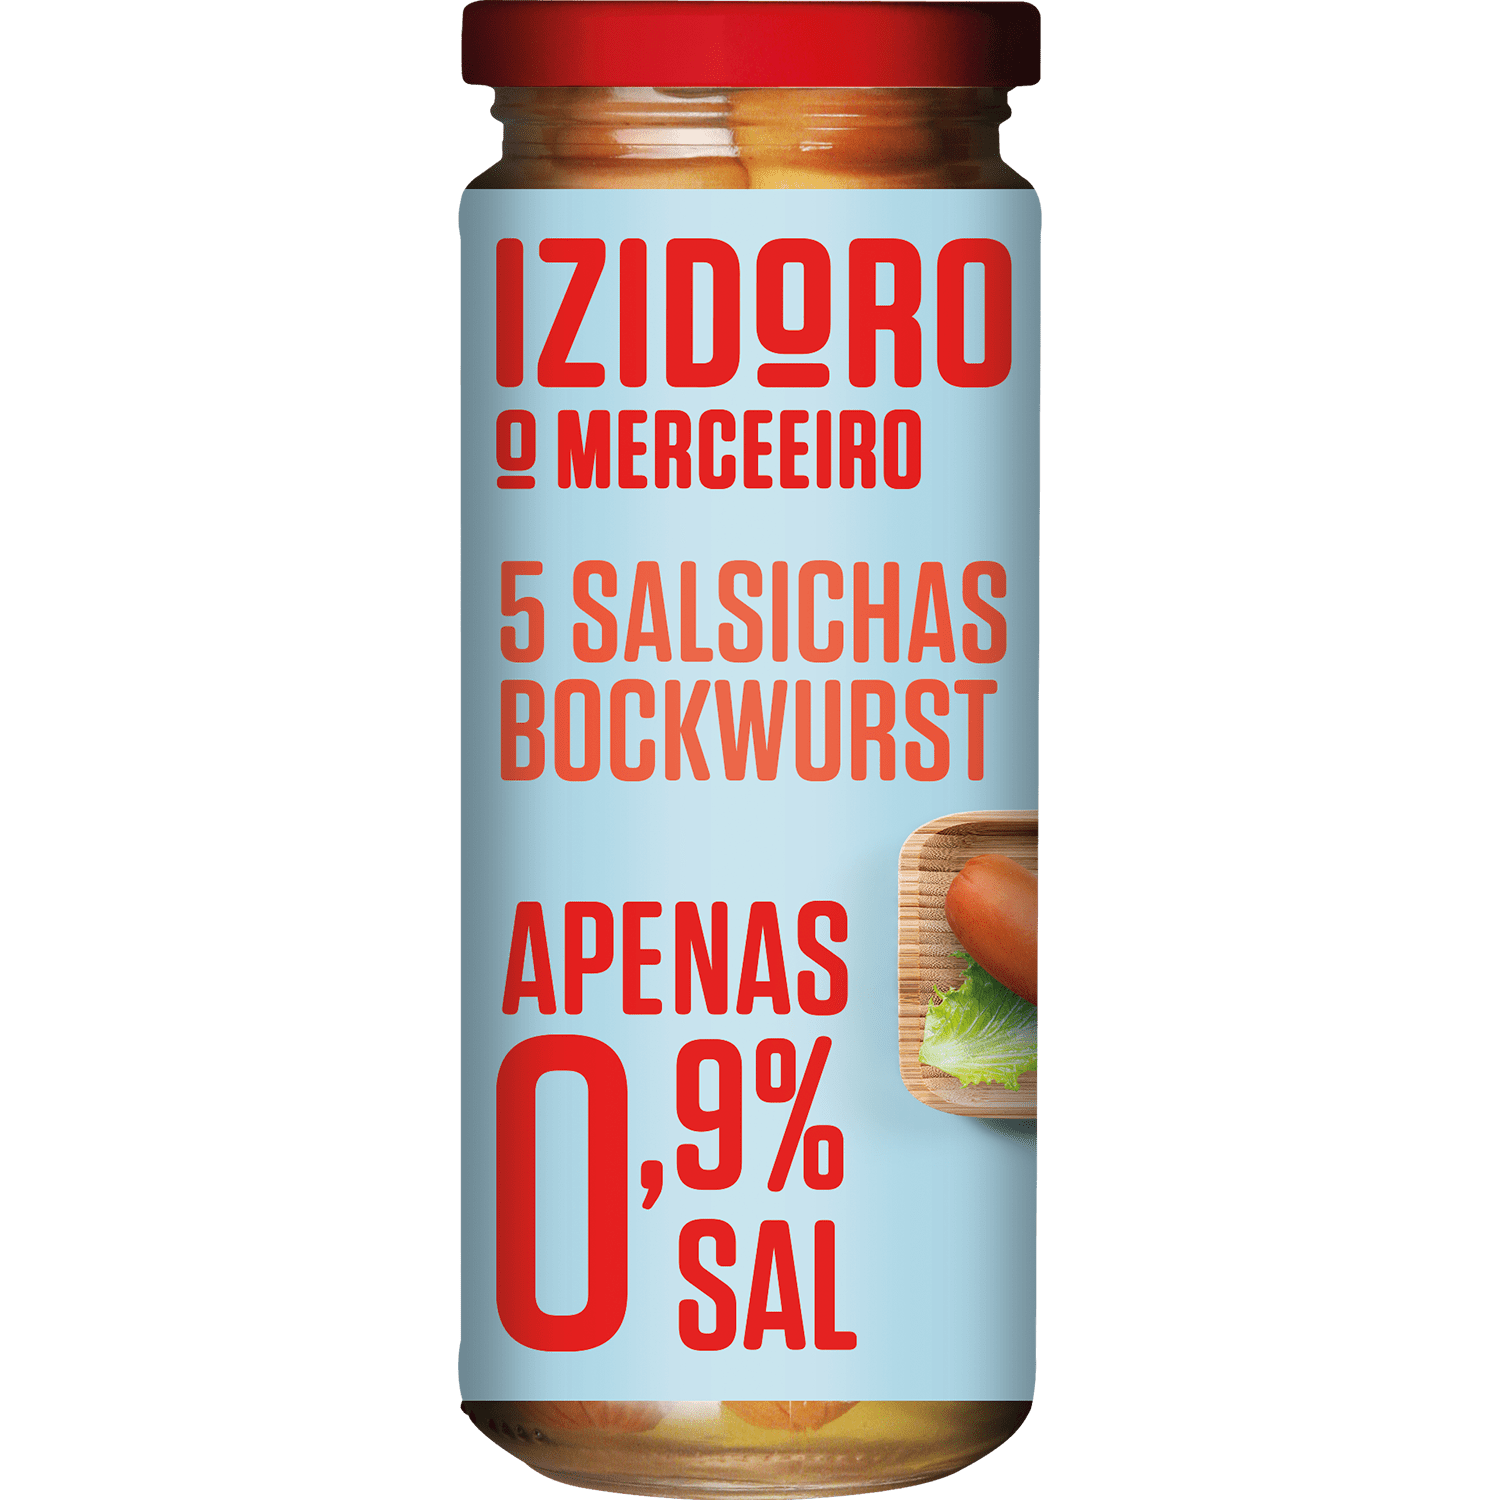 IZIDORO
O MERCEEIRO
5 SALSICHAS
BOCKWURST
APENAS
0,9%
SAL